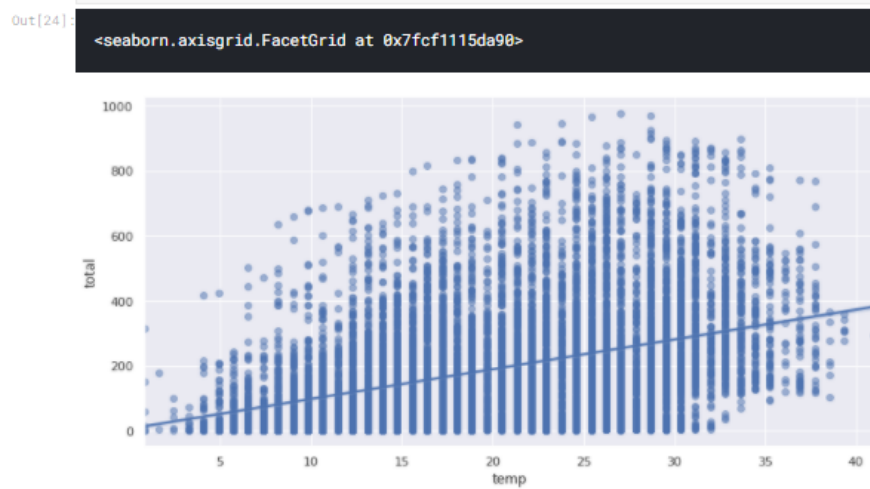 Out[24]:
<seaborn.axisgrid.FacetGrid at 0x7fcf1115da90>
1000
800
600
400
200
0
total
5 10 15 20 25 30 35 40
temp